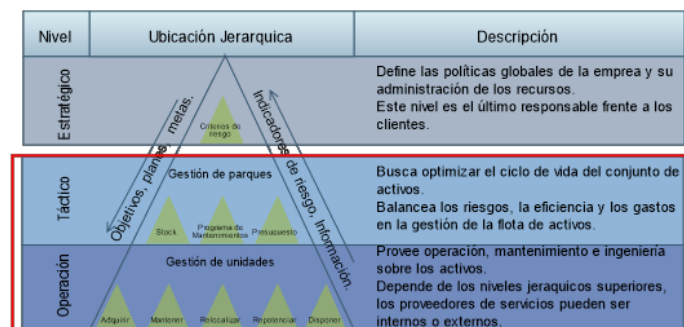 Nivel
Ubicación Jerarquica
Descripción
Estratégico
Criterios de
riesgo
Objetivos, planes, metas.
Indicadores de riesgo, Información.
Define las políticas globales de la emprea y su
administración de los recursos.
Este nivel es el último responsable frente a los
clientes.
Táctico
Gestión de parques
Stock
Programa de
Mantenimientos
Presupuesto
Busca optimizar el ciclo de vida del conjunto de
activos.
Balancea los riesgos, la eficiencia y los gastos
en la gestión de la flota de activos.
Operación
Gestión de unidades
Adquirir
Mantener
Relocalizar
Repotenciar
Disponer
Provee operación, mantenimiento e ingeniería
sobre los activos.
Depende de los niveles jeraquicos superiores,
los proveedores de servicios pueden ser
internos o externos.